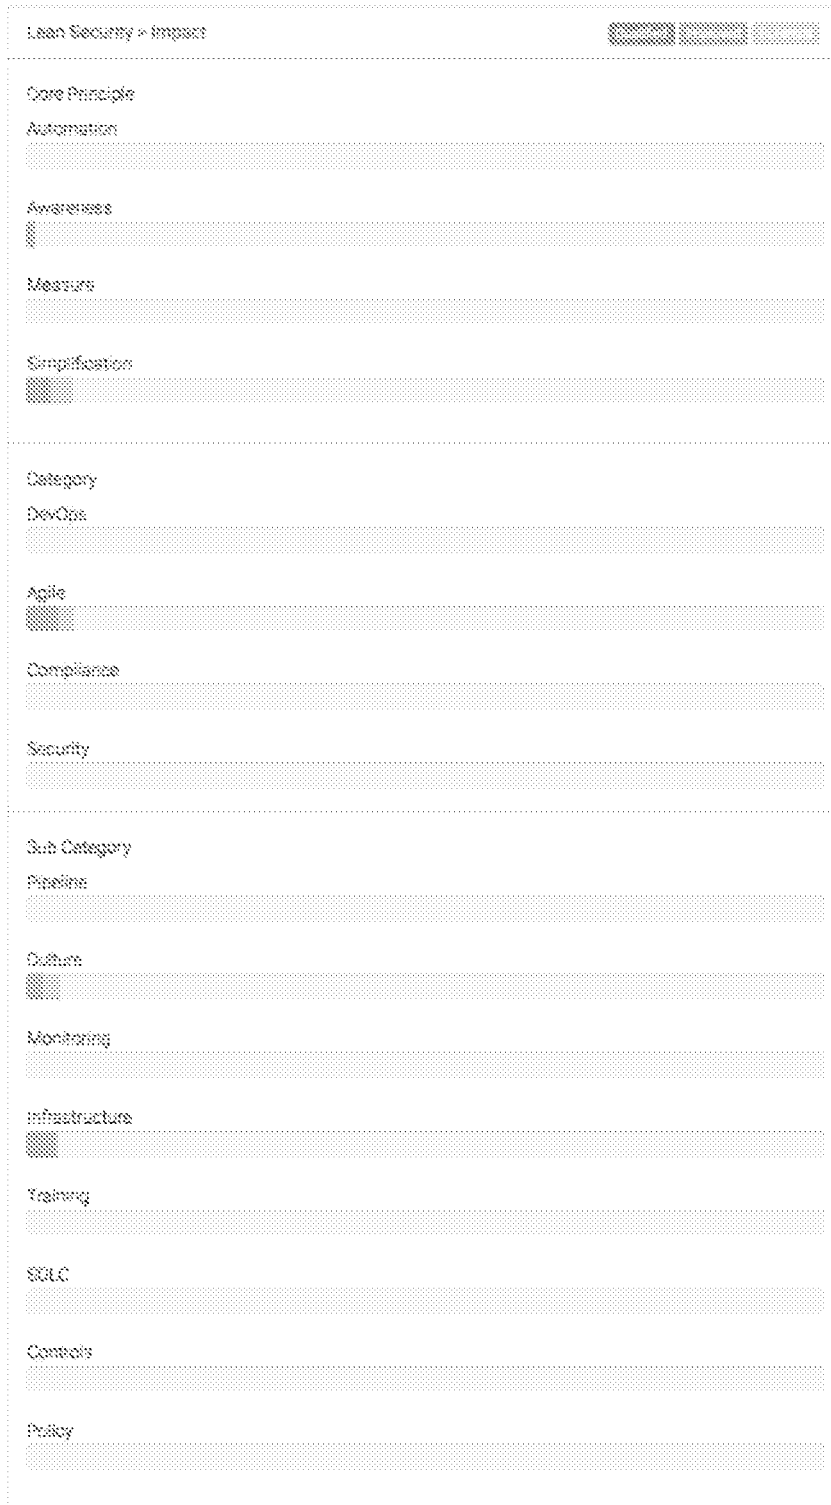 Lean Security > Impact
Core Principle
Automation
Awareness
Measure
Simplification
Category
DevOps
Agile
Compliance
Security
Sub Category
Pipeline
Culture
Monitoring
Infrastructure
Training
SDLC
Controls
Policy